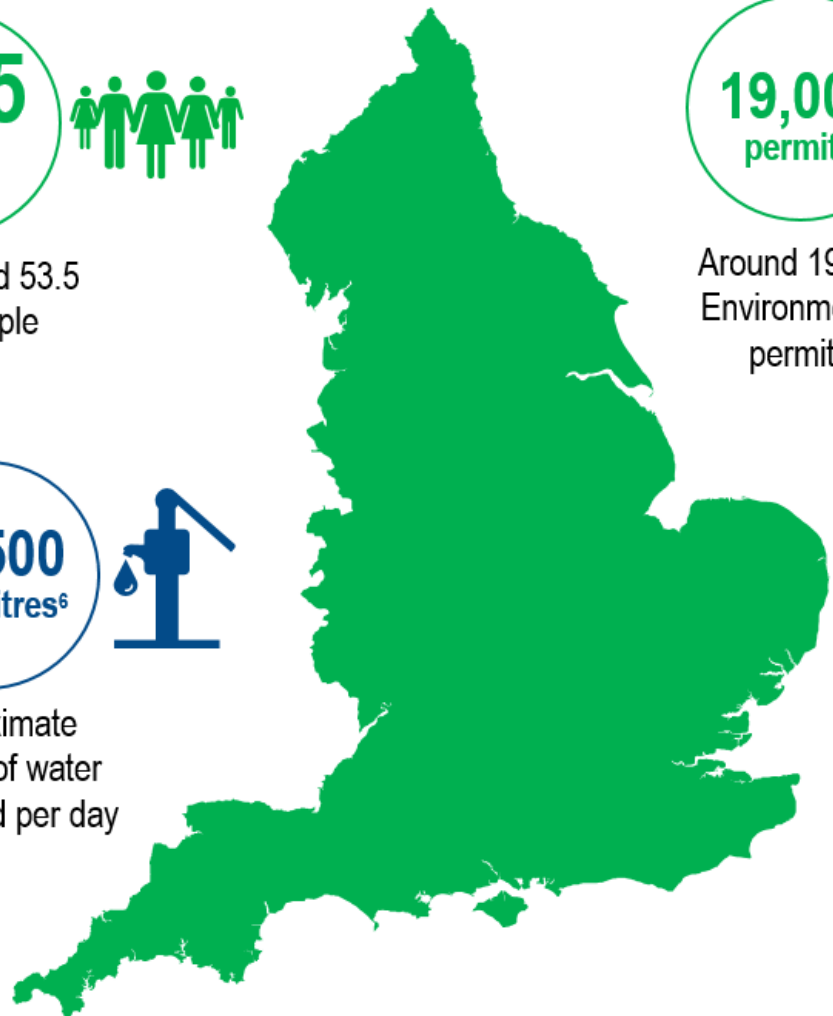 5
19,00
permit
d 53.5
ple
Around 19
Environme
permit
500
itres⁶
timate
of water
d per day